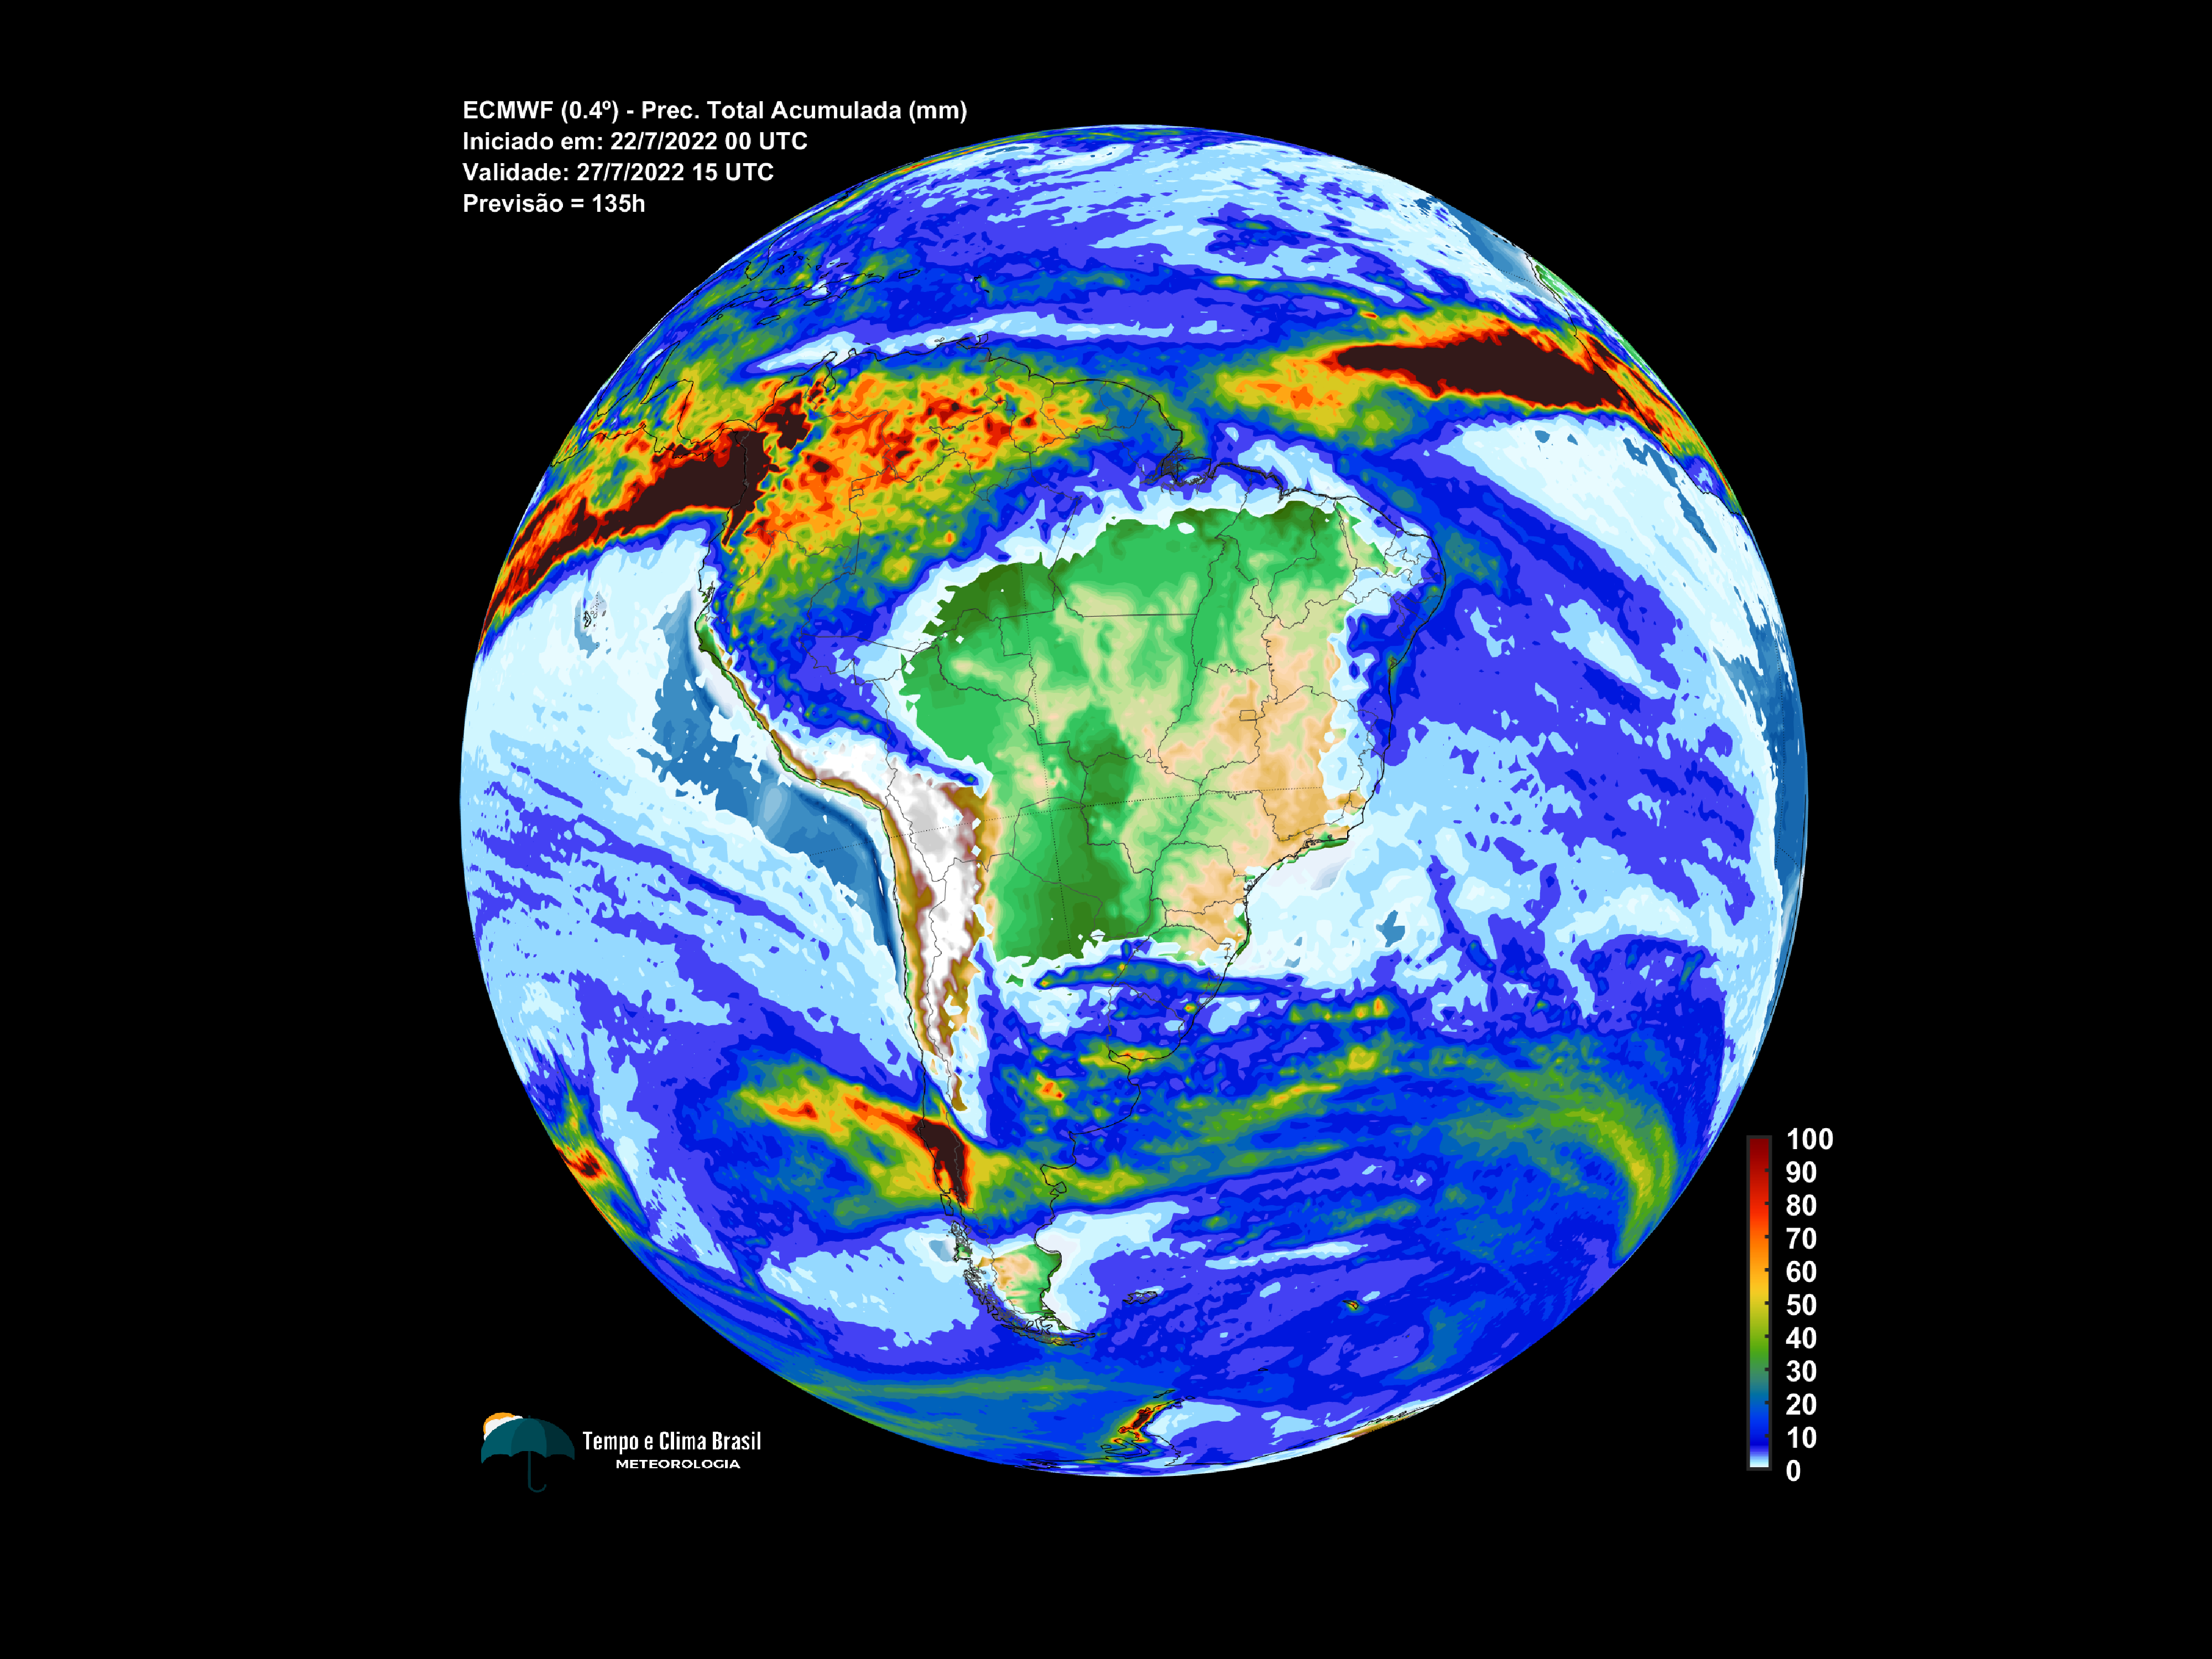 ECMWF (0.4º) - Prec. Total Acumulada (mm)
Iniciado em: 22/7/2022 00 UTC
Validade: 27/7/2022 15 UTC
Previsão = 135h
100
90
80
70
60
50
40
30
20
10
0
Tempo e Clima Brasil
METEOROLOGIA